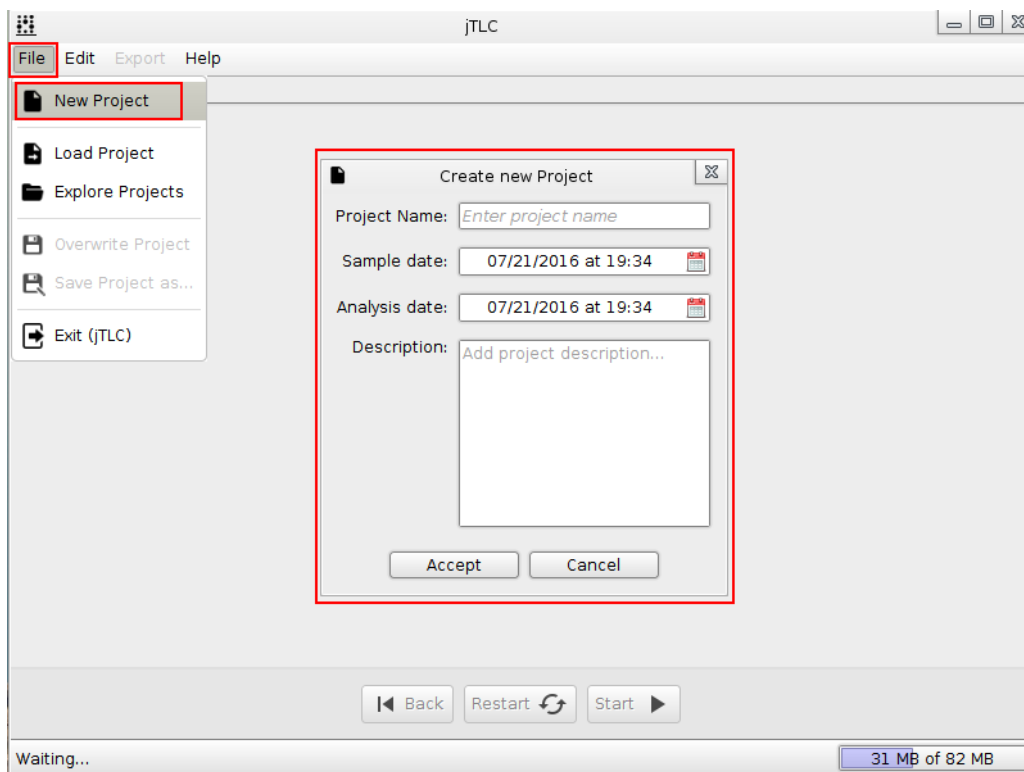 jTLC
File Edit Export Help
New Project
Load Project
Explore Projects
Overwrite Project
Save Project as...
Exit (jTLC)
Create new Project
Project Name: Enter project name
Sample date: 07/21/2016 at 19:34
Analysis date: 07/21/2016 at 19:34
Description: Add project description...
Accept Cancel
Back Restart Start
Waiting... 31 MB of 82 MB